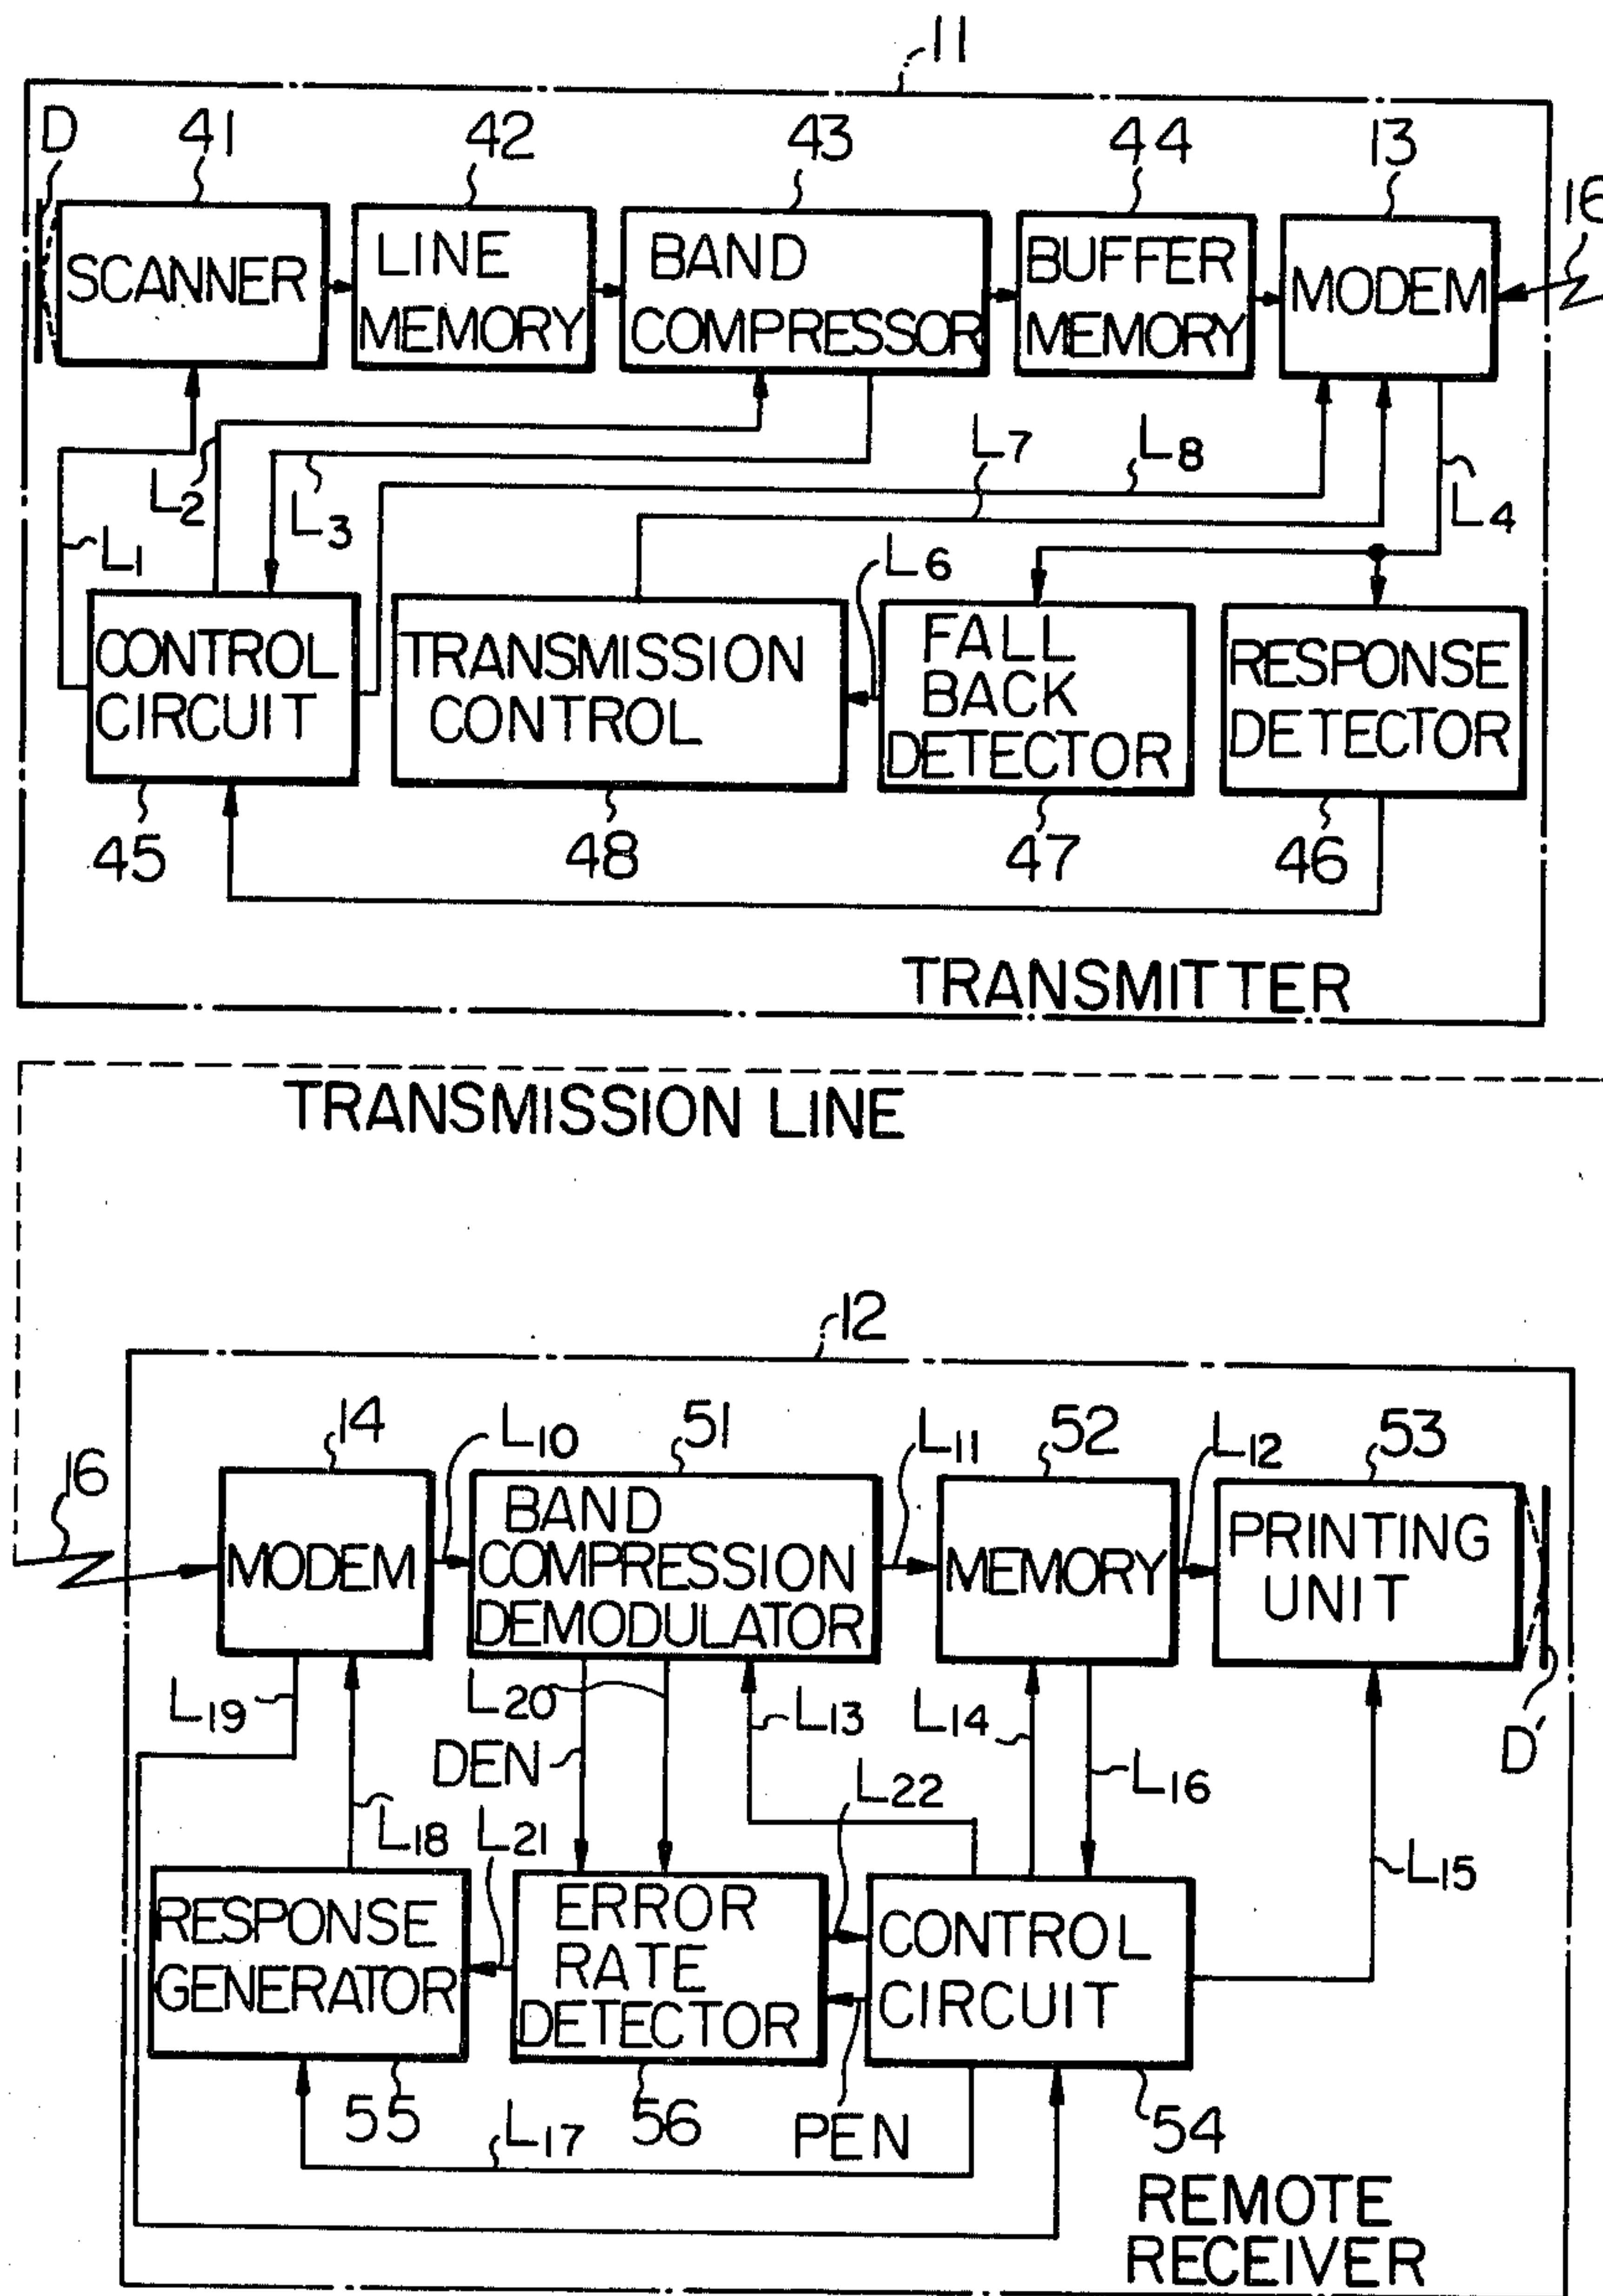 11
D
41
42
43
44
13
16
SCANNER
LINE
MEMORY
BAND
COMPRESSOR
BUFFER
MEMORY
MODEM
L1
L2
L3
L7
L8
L4
L6
CONTROL
CIRCUIT
TRANSMISSION
CONTROL
FALL
BACK
DETECTOR
RESPONSE
DETECTOR
45
48
47
46
TRANSMITTER
TRANSMISSION LINE
12
16
14
L10
51
L11
52
L12
53
MODEM
BAND
COMPRESSION
DEMODULATOR
MEMORY
PRINTING
UNIT
L19
L20
L13
L14
L16
D'
DEN
L22
L18
L21
L15
RESPONSE
GENERATOR
ERROR
RATE
DETECTOR
CONTROL
CIRCUIT
55
56
PEN
54
L17
REMOTE
RECEIVER